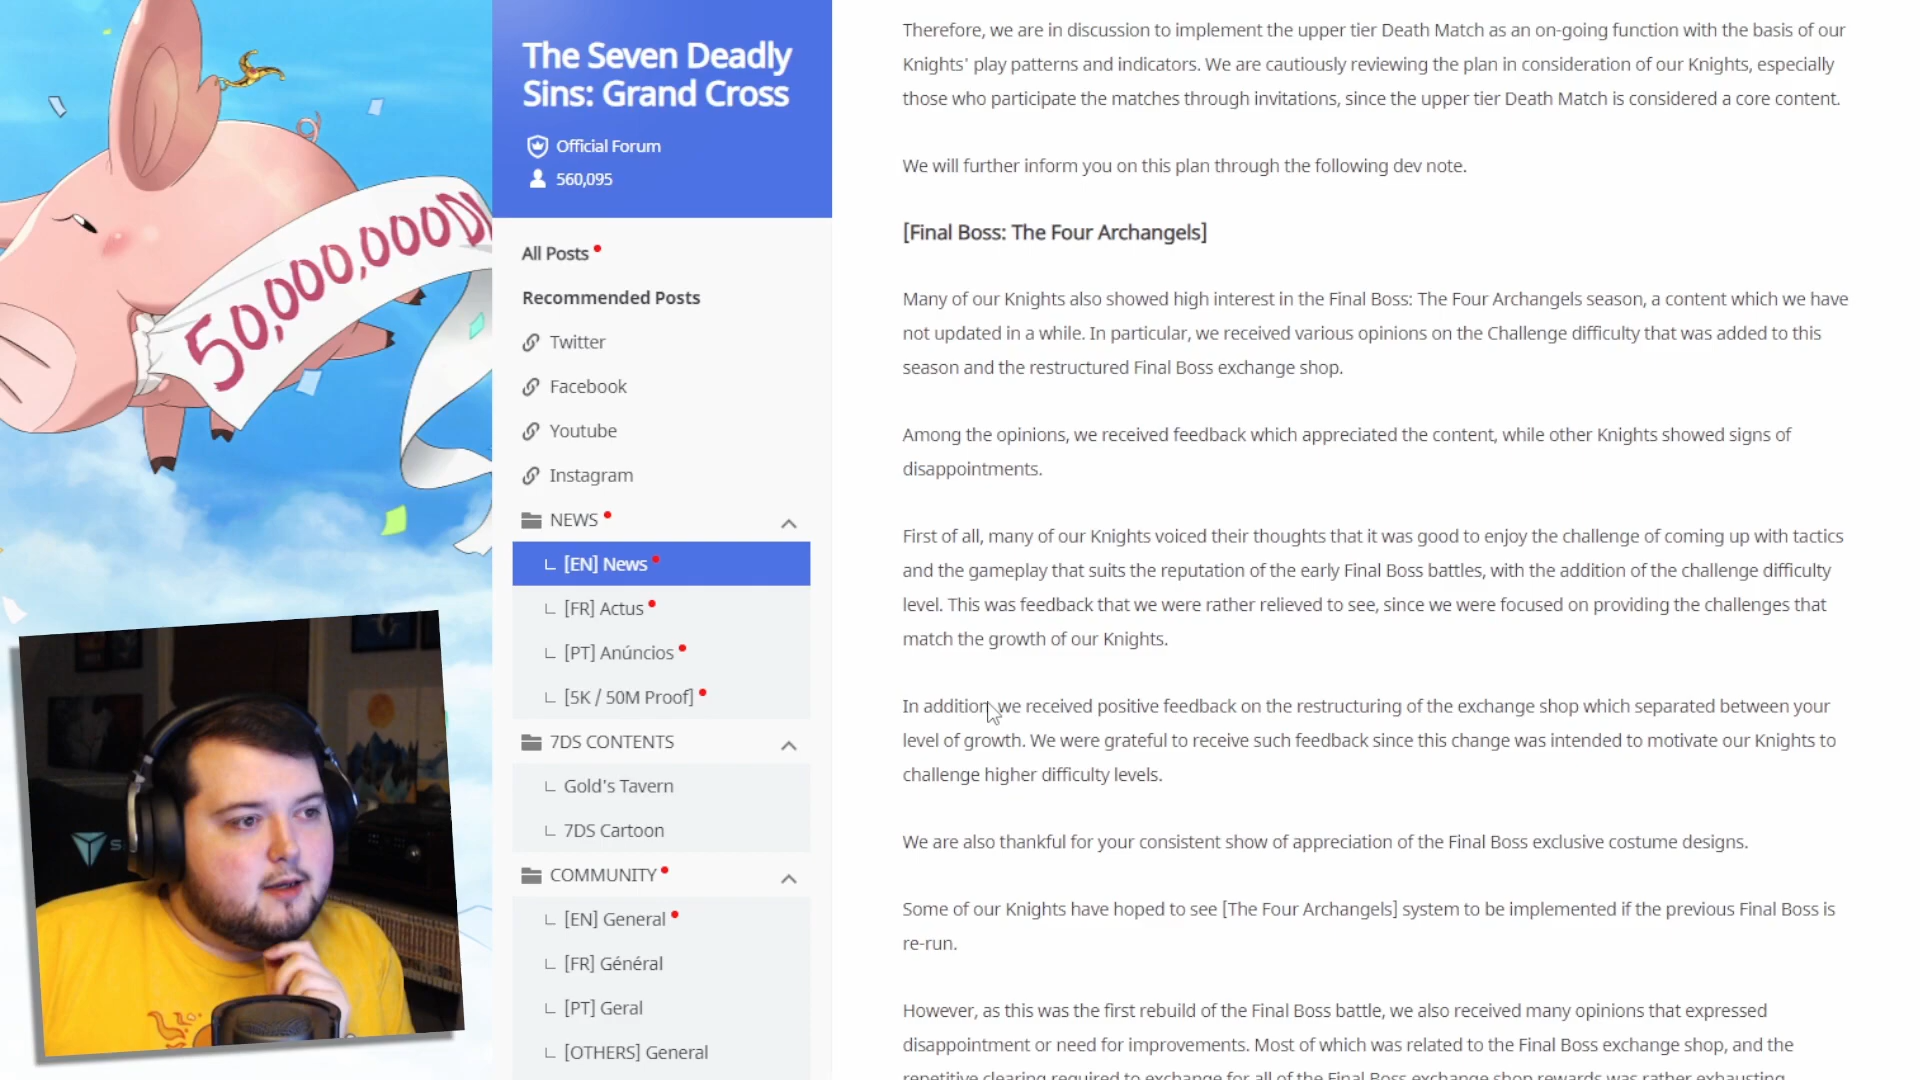 50,000,000
The Seven Deadly
Sins: Grand Cross
Official Forum
560,095
All Posts
Recommended Posts
Twitter
Facebook
Youtube
Instagram
NEWS
[EN] News
[FR] Actus
[PT] Anúncios
[5K / 50M Proof]
7DS CONTENTS
Gold's Tavern
7DS Cartoon
COMMUNITY
[EN] General
[FR] Général
[PT] Geral
[OTHERS] General
Therefore, we are in discussion to implement the upper tier Death Match as an on-going function with the basis of our
Knights' play patterns and indicators. We are cautiously reviewing the plan in consideration of our Knights, especially
those who participate the matches through invitations, since the upper tier Death Match is considered a core content.
We will further inform you on this plan through the following dev note.
[Final Boss: The Four Archangels]
Many of our Knights also showed high interest in the Final Boss: The Four Archangels season, a content which we have
not updated in a while. In particular, we received various opinions on the Challenge difficulty that was added to this
season and the restructured Final Boss exchange shop.
Among the opinions, we received feedback which appreciated the content, while other Knights showed signs of
disappointments.
First of all, many of our Knights voiced their thoughts that it was good to enjoy the challenge of coming up with tactics
and the gameplay that suits the reputation of the early Final Boss battles, with the addition of the challenge difficulty
level. This was feedback that we were rather relieved to see, since we were focused on providing the challenges that
match the growth of our Knights.
In addition, we received positive feedback on the restructuring of the exchange shop which separated between your
level of growth. We were grateful to receive such feedback since this change was intended to motivate our Knights to
challenge higher difficulty levels.
We are also thankful for your consistent show of appreciation of the Final Boss exclusive costume designs.
Some of our Knights have hoped to see [The Four Archangels] system to be implemented if the previous Final Boss is
re-run.
However, as this was the first rebuild of the Final Boss battle, we also received many opinions that expressed
disappointment or need for improvements. Most of which was related to the Final Boss exchange shop, and the
repetitive clearing required to exchange for all of the Final Boss exchange shop rewards was rather exhausting